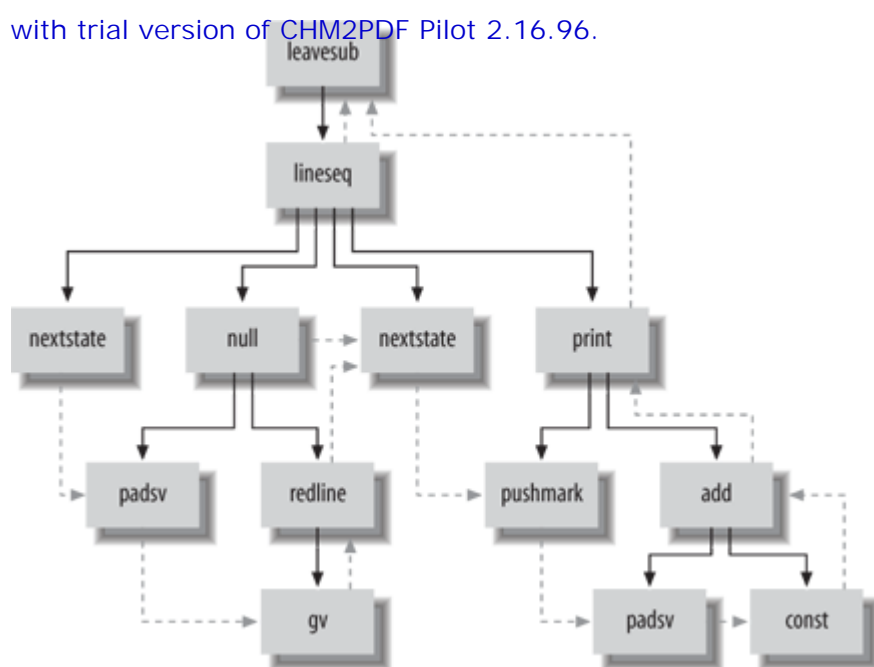 with trial version of CHM2PDF Pilot 2.16.96.
leavesub
lineseq
nextstate
null
nextstate
print
padsv
redline
pushmark
add
gv
padsv
const